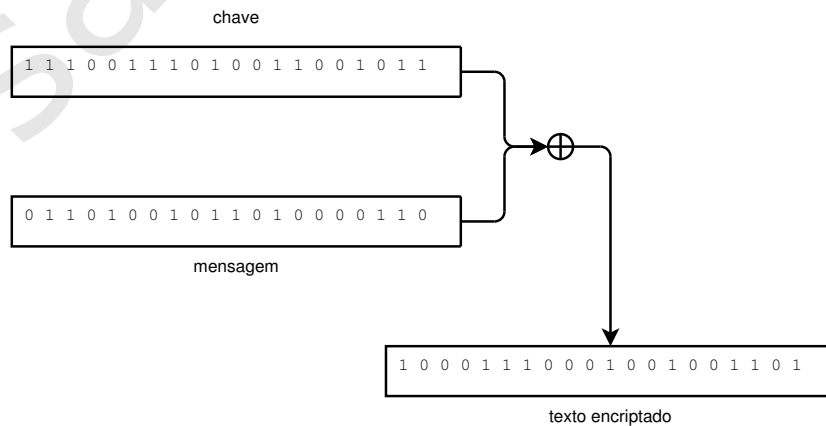 chave
1 1 1 0 0 1 1 1 0 1 0 0 1 1 0 0 1 0 1 1
0 1 1 0 1 0 0 1 0 1 1 0 1 0 0 0 0 1 1 0
mensagem
1 0 0 0 1 1 1 0 0 0 1 0 0 1 0 0 1 1 0 1
texto encriptado